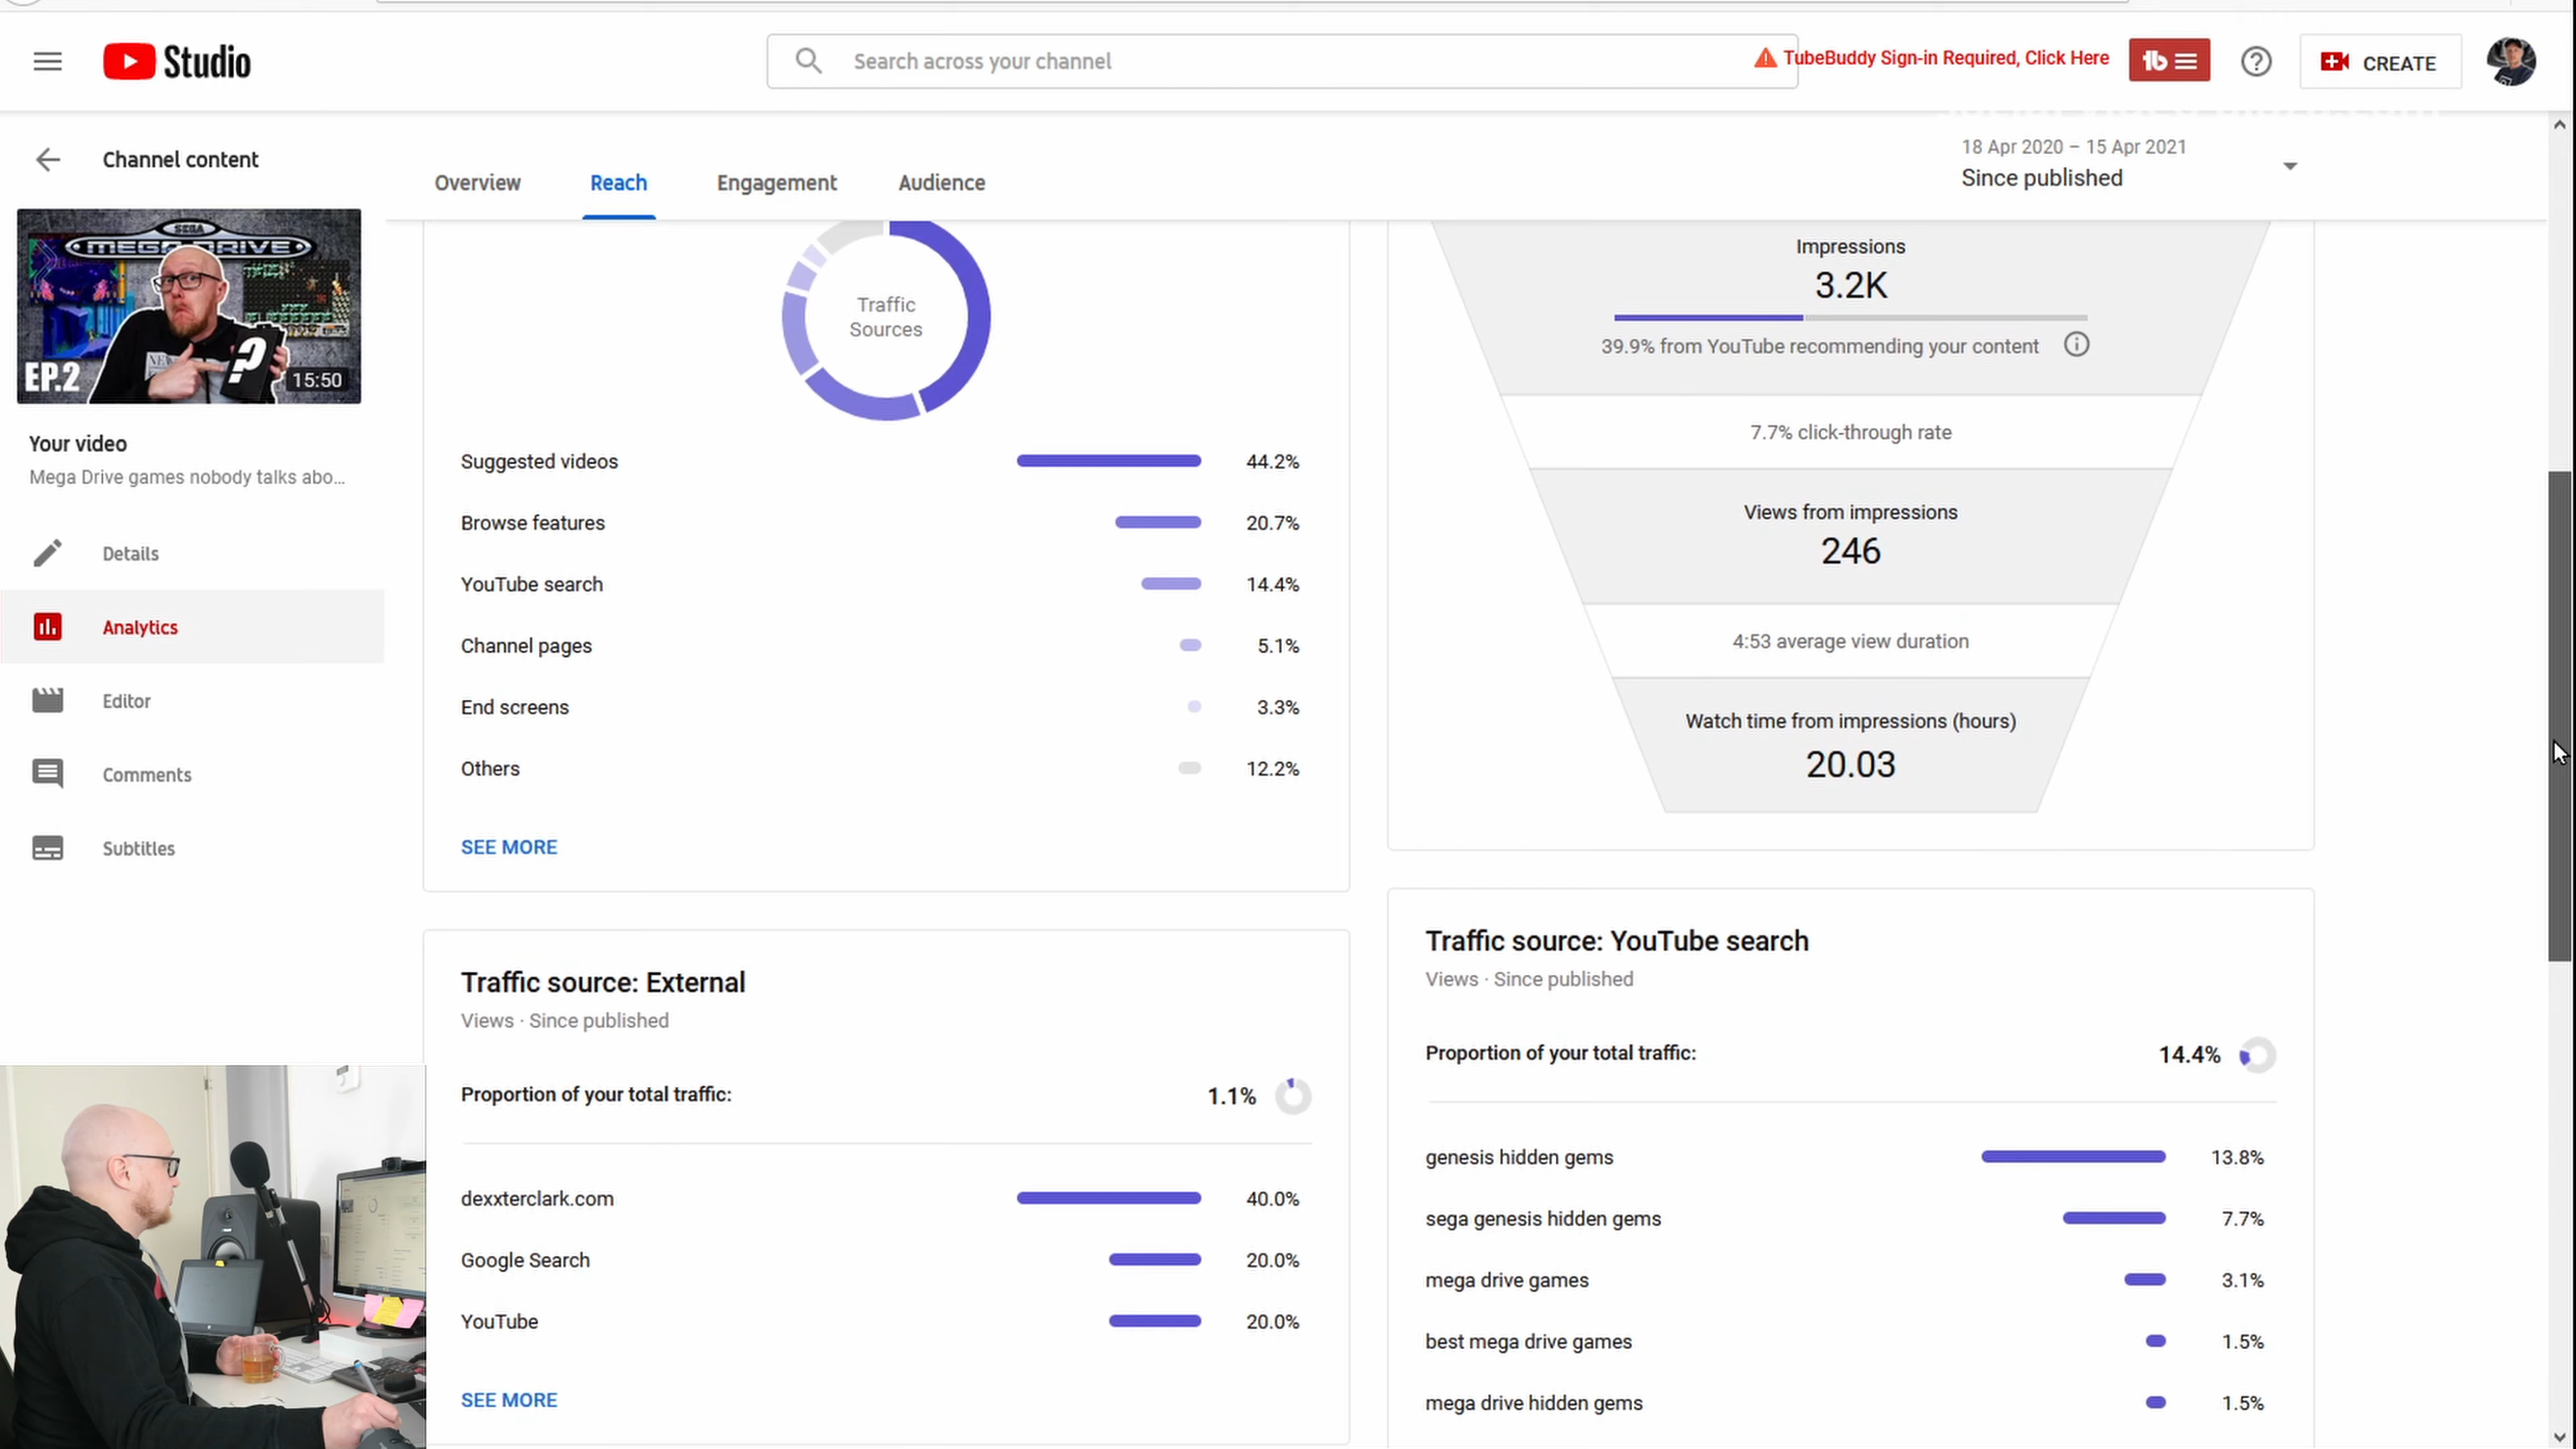 Studio
Search across your channel
TubeBuddy Sign-in Required, Click Here
tb
CREATE
Channel content
Overview
Reach
Engagement
Audience
18 Apr 2020 – 15 Apr 2021
Since published
SEGA
MEGA DRIVE
?
EP.2
15:50
Your video
Mega Drive games nobody talks abo...
Details
Analytics
Editor
Comments
Subtitles
Traffic
Sources
Suggested videos 44.2%
Browse features 20.7%
YouTube search 14.4%
Channel pages 5.1%
End screens 3.3%
Others 12.2%
SEE MORE
Impressions
3.2K
39.9% from YouTube recommending your content
7.7% click-through rate
Views from impressions
246
4:53 average view duration
Watch time from impressions (hours)
20.03
Traffic source: External
Views · Since published
Proportion of your total traffic: 1.1%
dexxterclark.com 40.0%
Google Search 20.0%
YouTube 20.0%
SEE MORE
Traffic source: YouTube search
Views · Since published
Proportion of your total traffic: 14.4%
genesis hidden gems 13.8%
sega genesis hidden gems 7.7%
mega drive games 3.1%
best mega drive games 1.5%
mega drive hidden gems 1.5%